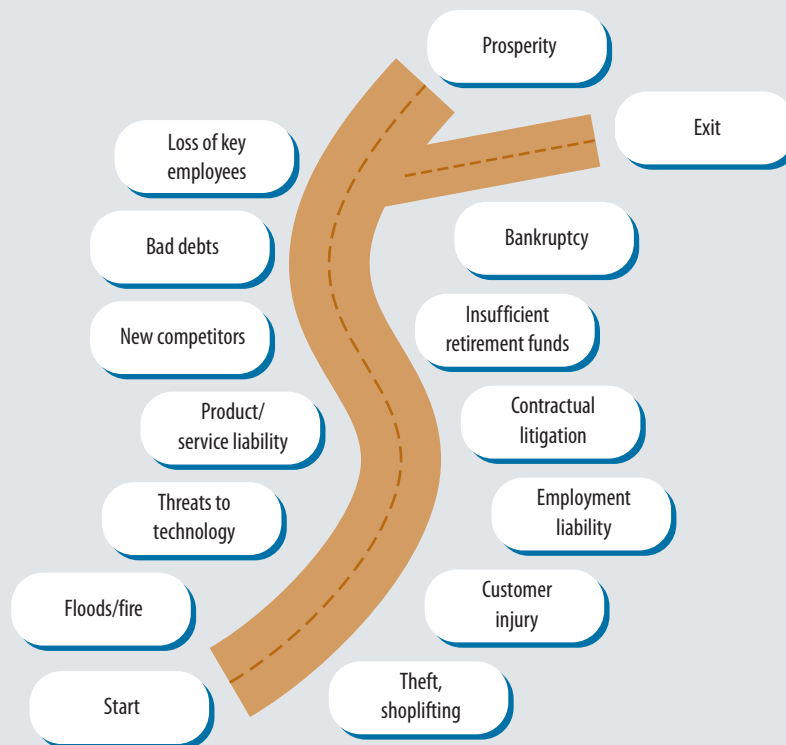 Prosperity
Exit
Loss of key
employees
Bankruptcy
Bad debts
Insufficient
retirement funds
New competitors
Contractual
litigation
Product/
service liability
Employment
liability
Threats to
technology
Customer
injury
Floods/fire
Theft,
shoplifting
Start